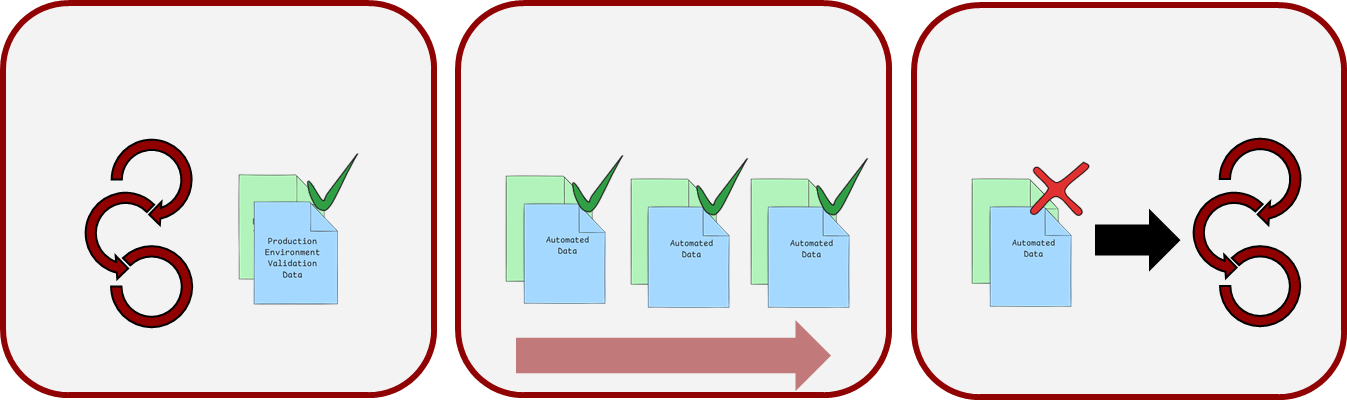 Production
Environment
Validation
Data
Automated
Data
Automated
Data
Automated
Data
Automated
Data